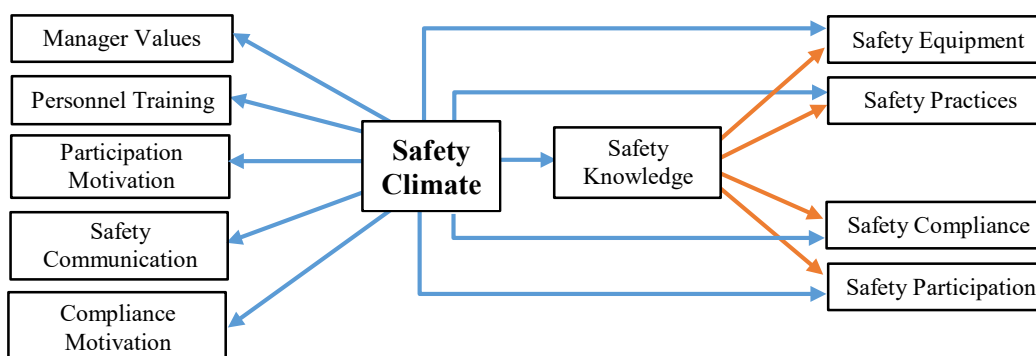 Manager Values
Personnel Training
Participation
Motivation
Safety
Communication
Compliance
Motivation
Safety
Climate
Safety
Knowledge
Safety Equipment
Safety Practices
Safety Compliance
Safety Participation